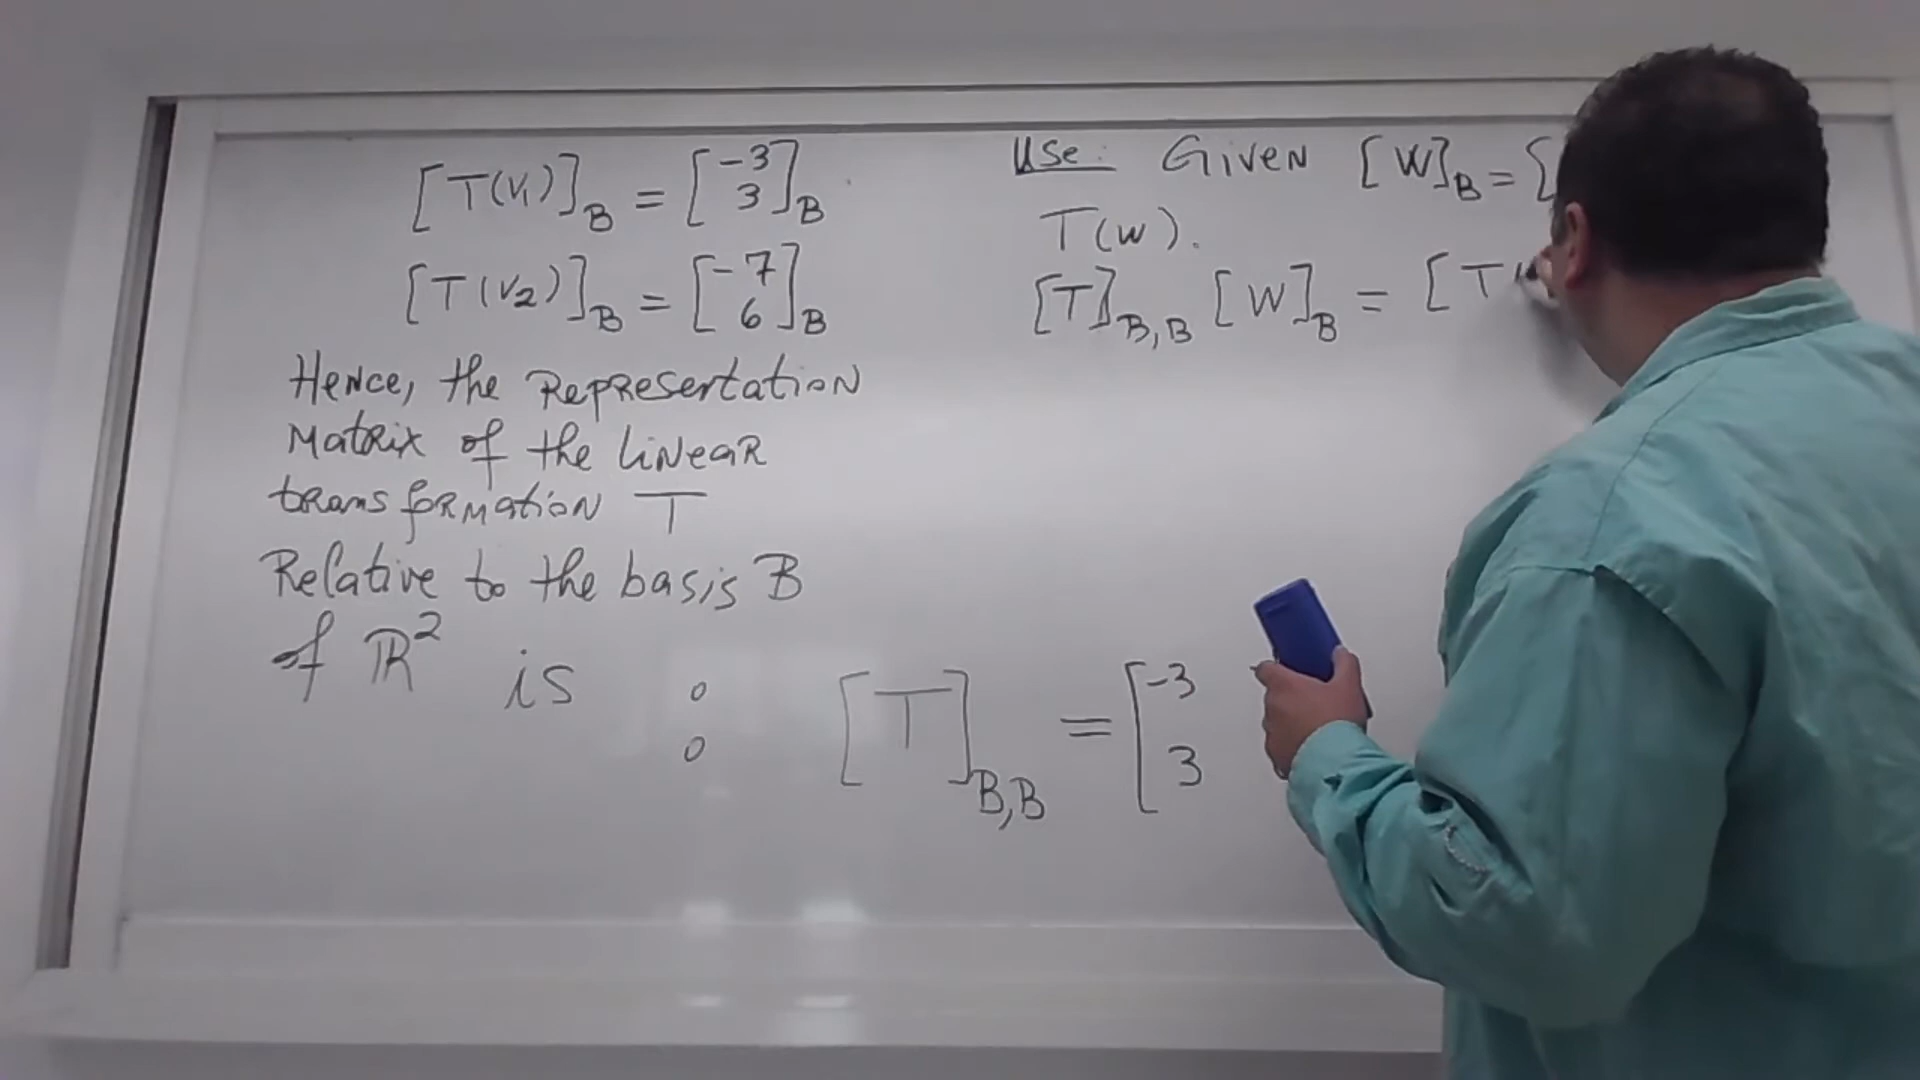 [T(v₁)]_B = [-3 3]_B
[T(v₂)]_B = [-7 6]_B
Hence, the Representation
Matrix of the linear
transformation T
Relative to the basis B
of ℝ² is : [T]_B,B = [-3 3
Use: Given [W]_B = [
T(w).
[T]_B,B [W]_B = [T